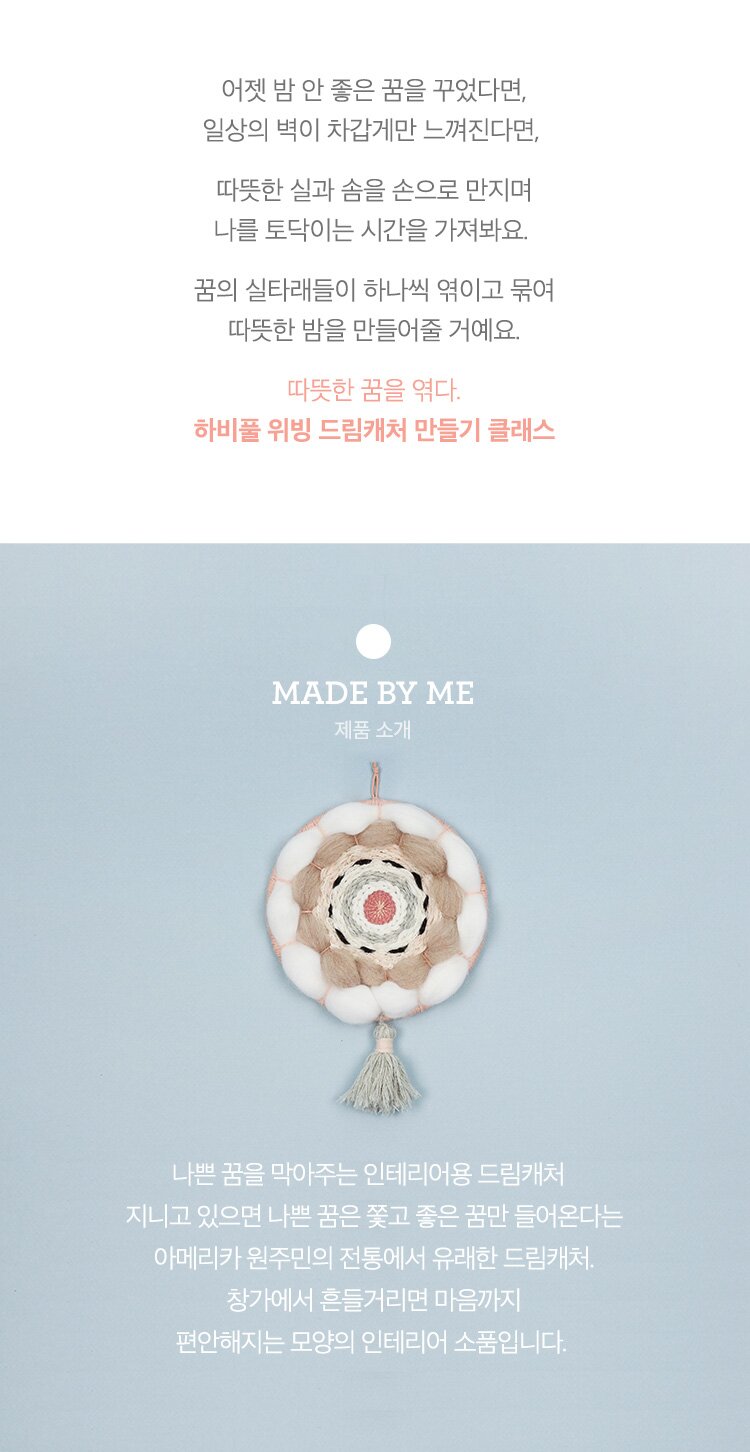 어젯 밤 안 좋은 꿈을 꾸었다면,
일상의 벽이 차갑게만 느껴진다면,
따뜻한 실과 솜을 손으로 만지며
나를 토닥이는 시간을 가져봐요.
꿈의 실타래들이 하나씩 엮이고 묶여
따뜻한 밤을 만들어줄 거예요.
따뜻한 꿈을 엮다.
하비풀 위빙 드림캐처 만들기 클래스
MADE BY ME
제품 소개
나쁜 꿈을 막아주는 인테리어용 드림캐처
지니고 있으면 나쁜 꿈은 쫓고 좋은 꿈만 들어온다는
아메리카 원주민의 전통에서 유래한 드림캐처.
창가에서 흔들거리면 마음까지
편안해지는 모양의 인테리어 소품입니다.